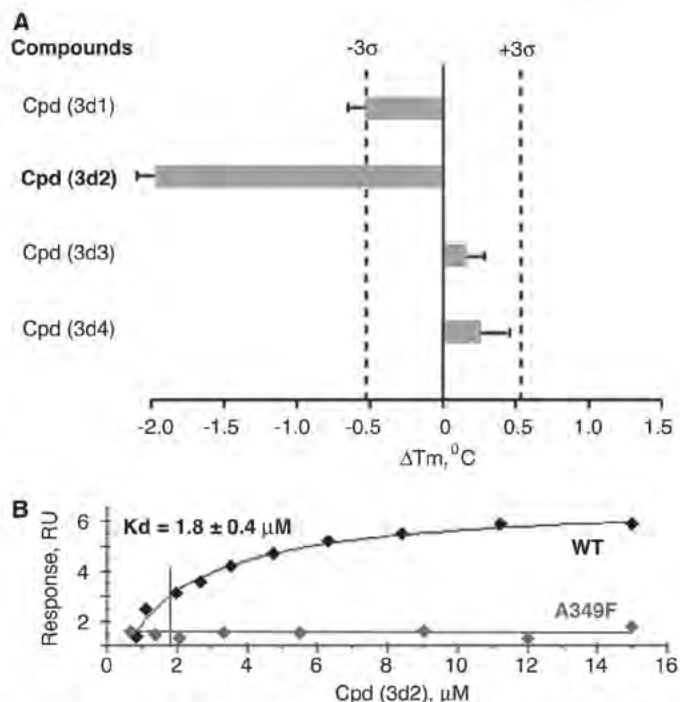 A
Compounds
-3σ
+3σ
Cpd (3d1)
Cpd (3d2)
Cpd (3d3)
Cpd (3d4)
-2.0 -1.5 -1.0 -0.5 0 0.5 1.0 1.5
ΔTm, ⁰C
B
Response, RU
6
4
2
Kd = 1.8 ± 0.4 μM
WT
A349F
0 2 4 6 8 10 12 14 16
Cpd (3d2), μM